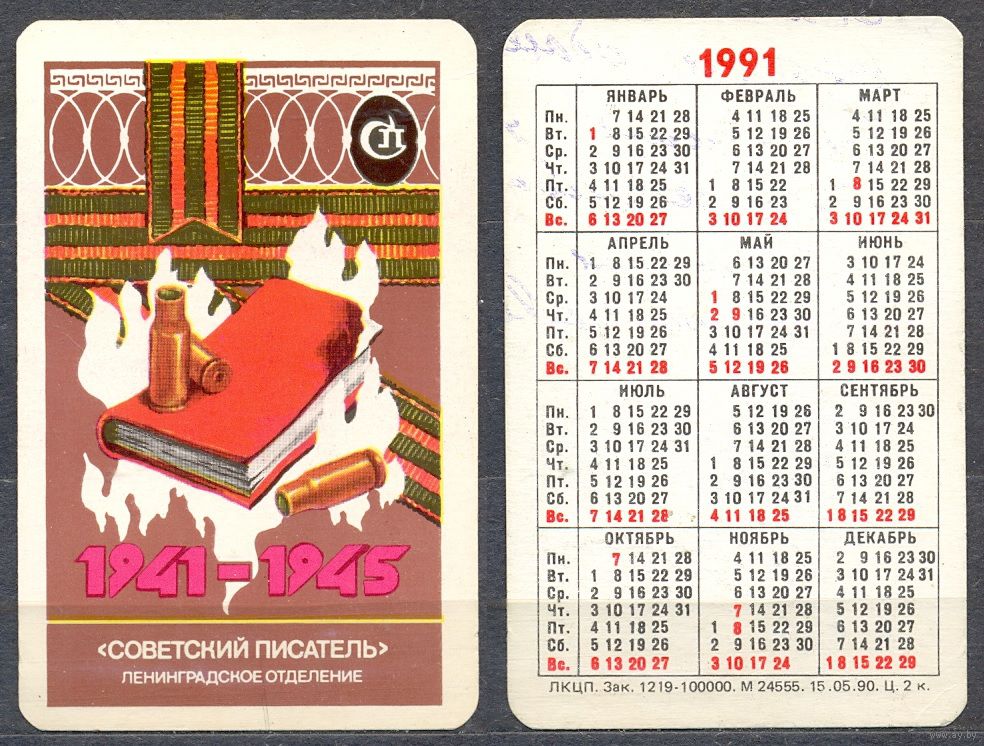 СП
1941-1945
‹СОВЕТСКИЙ ПИСАТЕЛЬ›
ЛЕНИНГРАДСКОЕ ОТДЕЛЕНИЕ
1991
ЯНВАРЬ ФЕВРАЛЬ МАРТ
Пн. 7 14 21 28 4 11 18 25 4 11 18 25
Вт. 1 8 15 22 29 5 12 19 26 5 12 19 26
Ср. 2 9 16 23 30 6 13 20 27 6 13 20 27
Чт. 3 10 17 24 31 7 14 21 28 7 14 21 28
Пт. 4 11 18 25 1 8 15 22 1 8 15 22 29
Сб. 5 12 19 26 2 9 16 23 2 9 16 23 30
Вс. 6 13 20 27 3 10 17 24 3 10 17 24 31
АПРЕЛЬ МАЙ ИЮНЬ
Пн. 1 8 15 22 29 6 13 20 27 3 10 17 24
Вт. 2 9 16 23 30 7 14 21 28 4 11 18 25
Ср. 3 10 17 24 1 8 15 22 29 5 12 19 26
Чт. 4 11 18 25 2 9 16 23 30 6 13 20 27
Пт. 5 12 19 26 3 10 17 24 31 7 14 21 28
Сб. 6 13 20 27 4 11 18 25 1 8 15 22 29
Вс. 7 14 21 28 5 12 19 26 2 9 16 23 30
ИЮЛЬ АВГУСТ СЕНТЯБРЬ
Пн. 1 8 15 22 29 5 12 19 26 2 9 16 23 30
Вт. 2 9 16 23 30 6 13 20 27 3 10 17 24
Ср. 3 10 17 24 31 7 14 21 28 4 11 18 25
Чт. 4 11 18 25 1 8 15 22 29 5 12 19 26
Пт. 5 12 19 26 2 9 16 23 30 6 13 20 27
Сб. 6 13 20 27 3 10 17 24 31 7 14 21 28
Вс. 7 14 21 28 4 11 18 25 1 8 15 22 29
ОКТЯБРЬ НОЯБРЬ ДЕКАБРЬ
Пн. 7 14 21 28 4 11 18 25 2 9 16 23 30
Вт. 1 8 15 22 29 5 12 19 26 3 10 17 24 31
Ср. 2 9 16 23 30 6 13 20 27 4 11 18 25
Чт. 3 10 17 24 31 7 14 21 28 5 12 19 26
Пт. 4 11 18 25 1 8 15 22 29 6 13 20 27
Сб. 5 12 19 26 2 9 16 23 30 7 14 21 28
Вс. 6 13 20 27 3 10 17 24 1 8 15 22 29
ЛКЦП. Зак. 1219-100000. М 24555. 15.05.90. Ц. 2 к.
www.ay.by